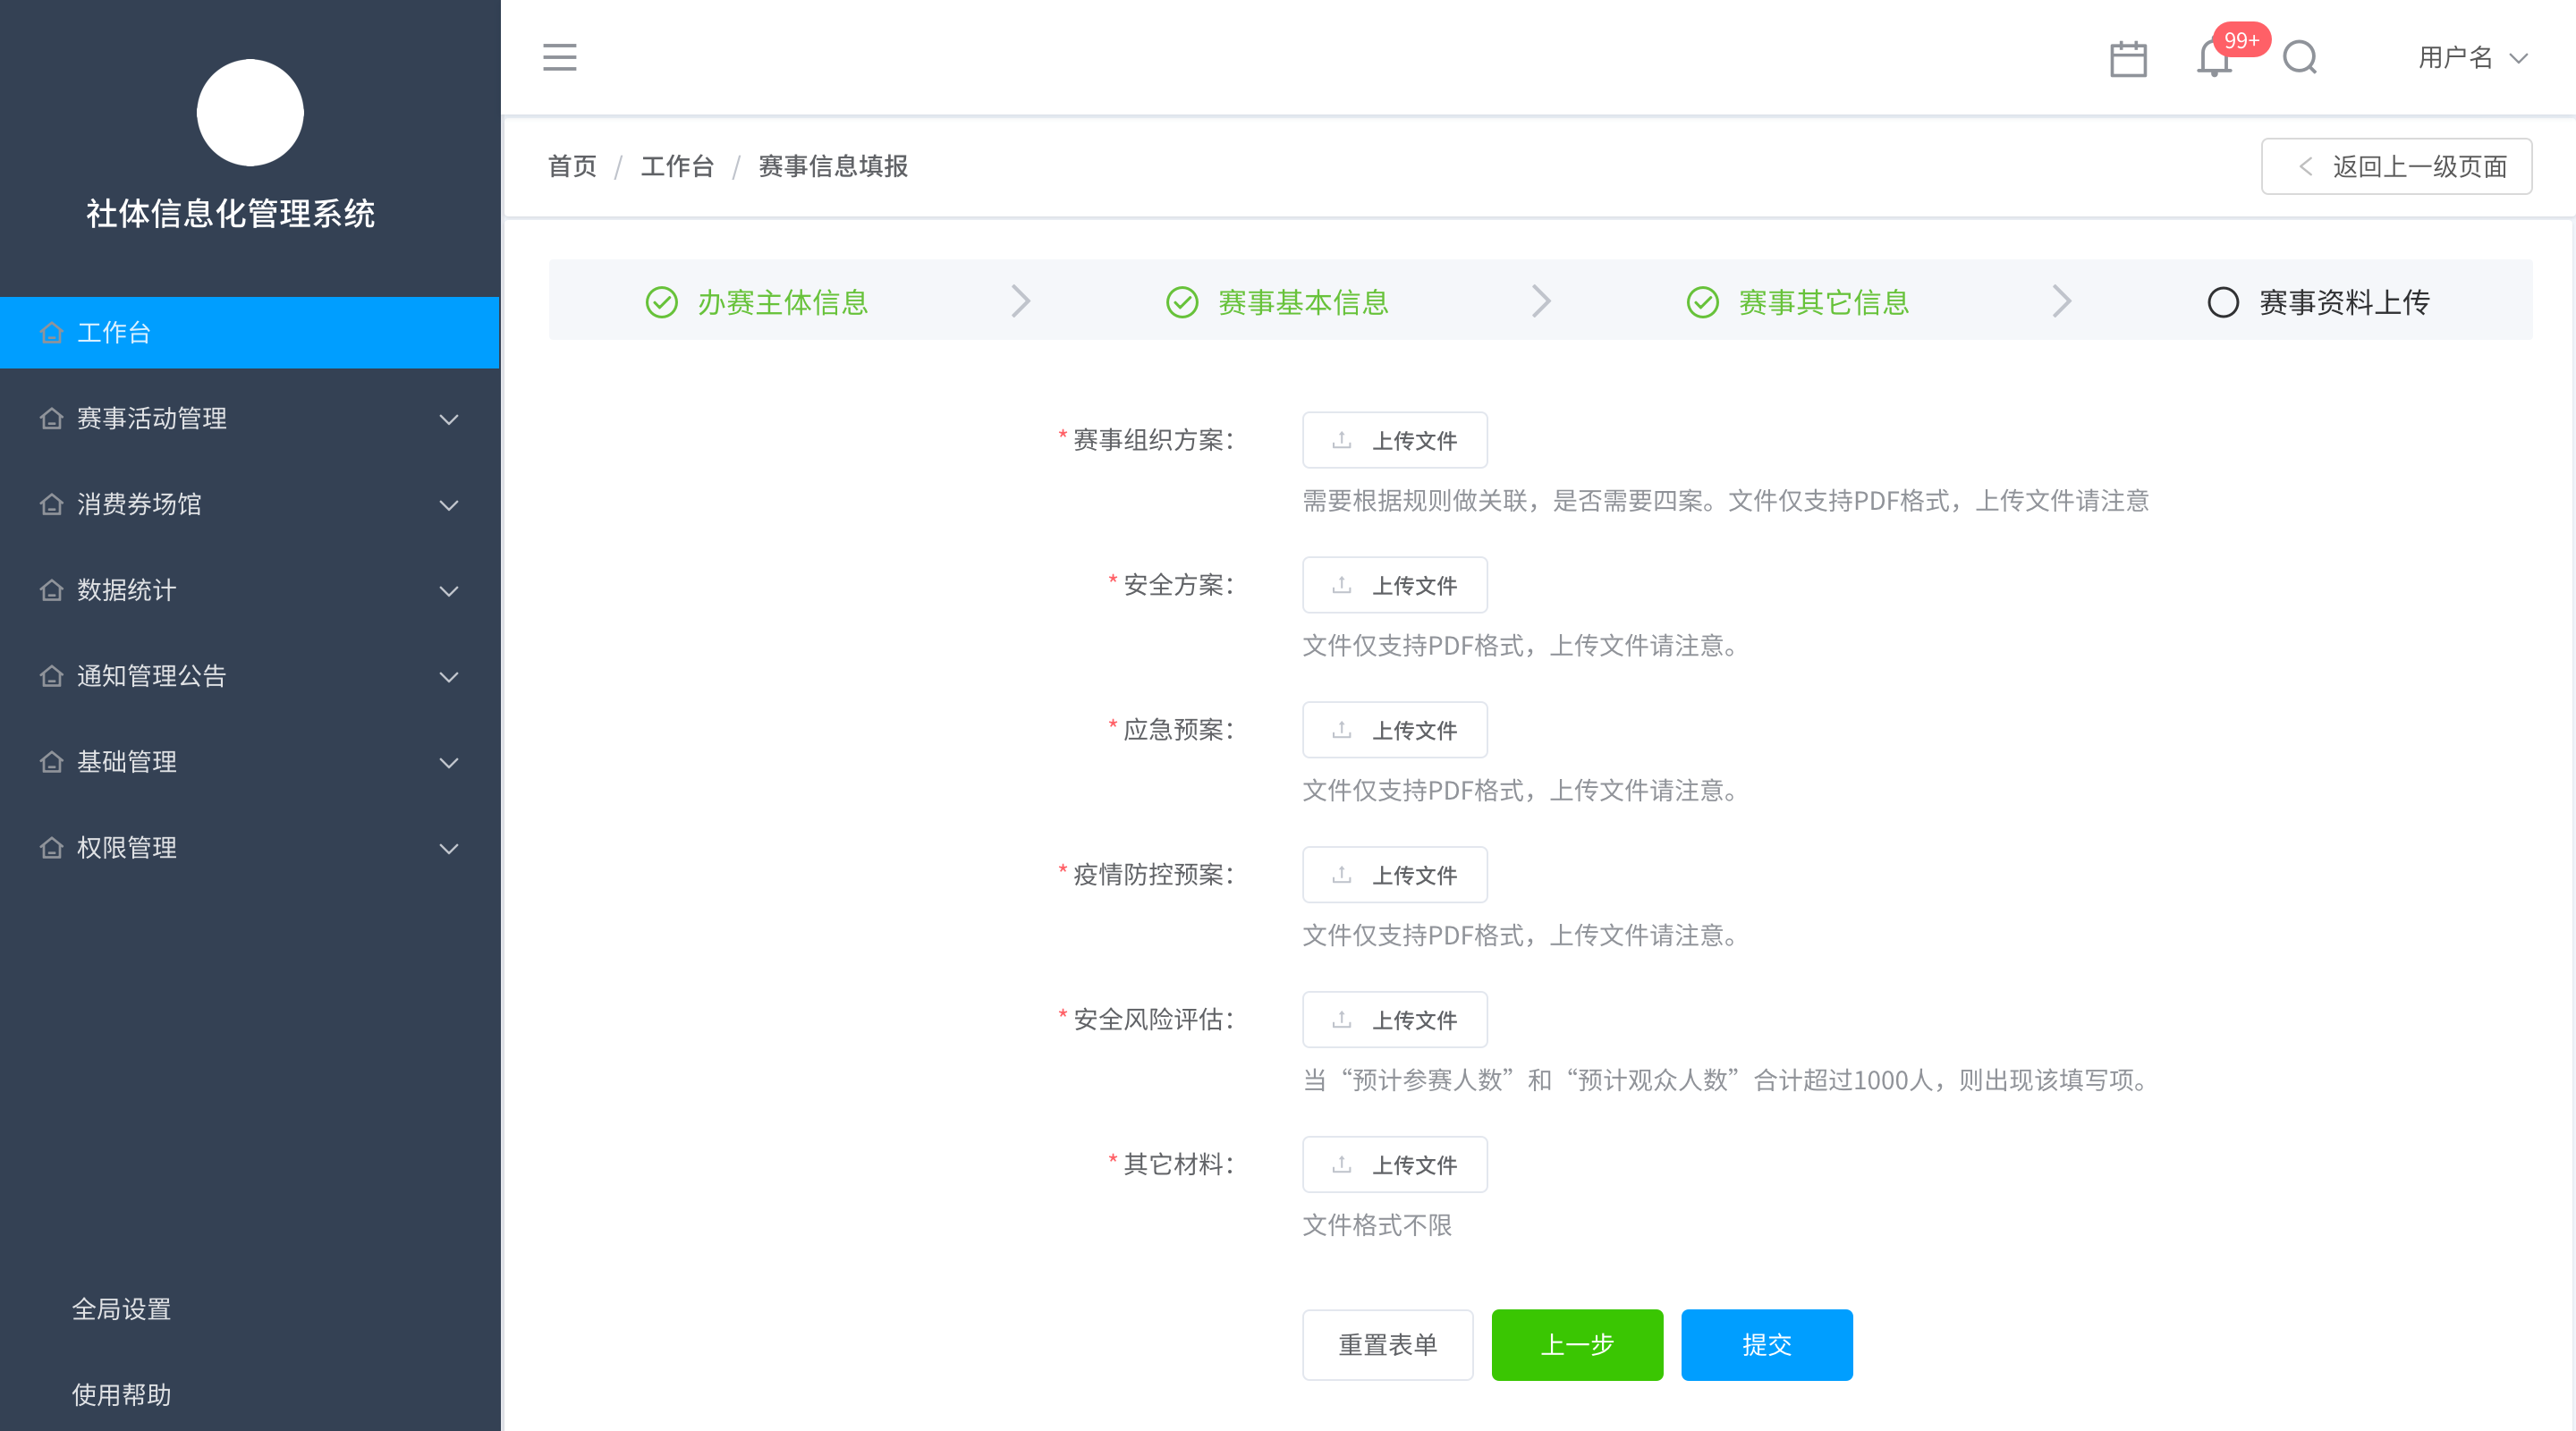 社体信息化管理系统
工作台
赛事活动管理
消费券场馆
数据统计
通知管理公告
基础管理
权限管理
全局设置
使用帮助
99+
用户名
首页 / 工作台 / 赛事信息填报
返回上一级页面
办赛主体信息
赛事基本信息
赛事其它信息
赛事资料上传
* 赛事组织方案： 上传文件
需要根据规则做关联，是否需要四案。文件仅支持PDF格式，上传文件请注意
* 安全方案： 上传文件
文件仅支持PDF格式，上传文件请注意。
* 应急预案： 上传文件
文件仅支持PDF格式，上传文件请注意。
* 疫情防控预案： 上传文件
文件仅支持PDF格式，上传文件请注意。
* 安全风险评估： 上传文件
当“预计参赛人数”和“预计观众人数”合计超过1000人，则出现该填写项。
* 其它材料： 上传文件
文件格式不限
重置表单 上一步 提交